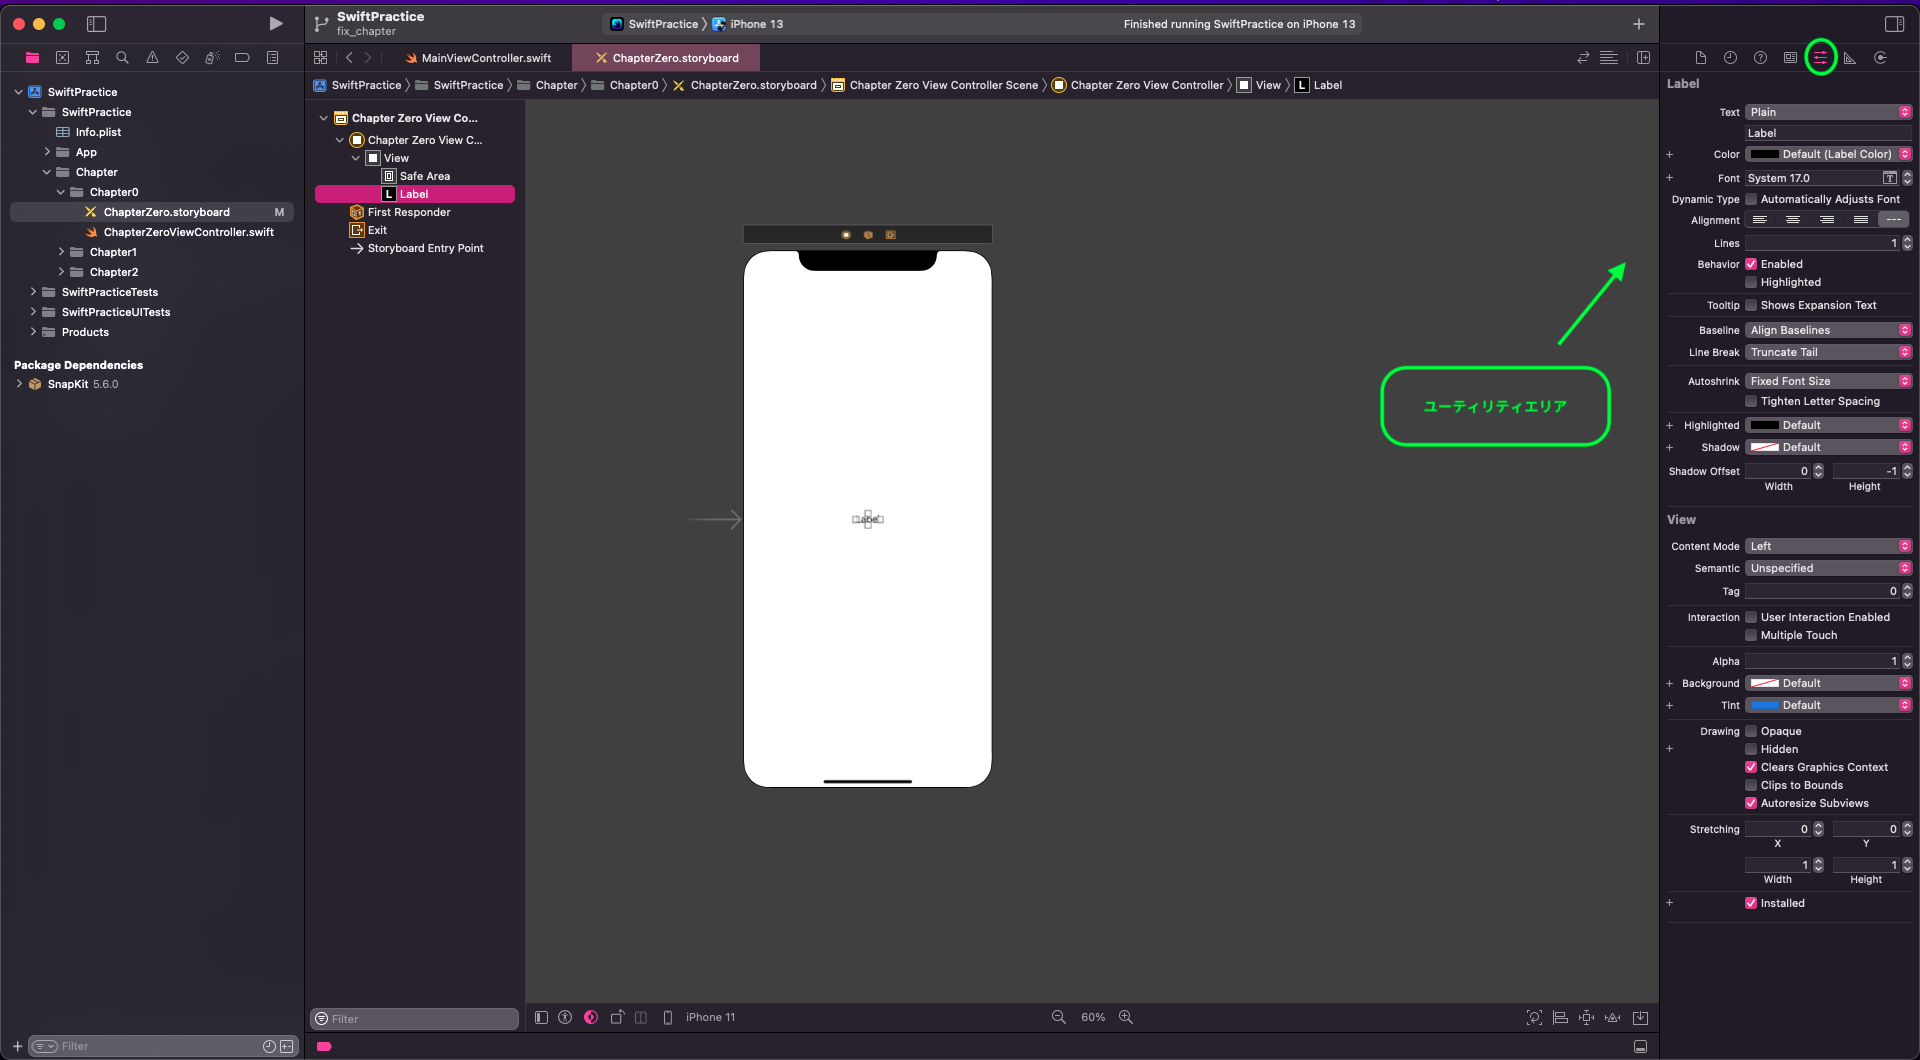 SwiftPractice
fix_chapter
SwiftPractice
iPhone 13
Finished running SwiftPractice on iPhone 13
MainViewController.swift
ChapterZero.storyboard
SwiftPractice
SwiftPractice
Chapter
Chapter0
ChapterZero.storyboard
Chapter Zero View Controller Scene
Chapter Zero View Controller
View
L Label
SwiftPractice
SwiftPractice
Info.plist
App
Chapter
Chapter0
ChapterZero.storyboard M
ChapterZeroViewController.swift
Chapter1
Chapter2
SwiftPracticeTests
SwiftPracticeUITests
Products
Package Dependencies
SnapKit 5.6.0
Filter
Chapter Zero View Co...
Chapter Zero View C...
View
Safe Area
L Label
First Responder
Exit
Storyboard Entry Point
Filter
Label
ユーティリティエリア
iPhone 11
60%
Label
Text Plain
Label
Color Default (Label Color)
Font System 17.0
Dynamic Type Automatically Adjusts Font
Alignment
Lines 1
Behavior Enabled
Highlighted
Tooltip Shows Expansion Text
Baseline Align Baselines
Line Break Truncate Tail
Autoshrink Fixed Font Size
Tighten Letter Spacing
Highlighted Default
Shadow Default
Shadow Offset 0 -1
Width Height
View
Content Mode Left
Semantic Unspecified
Tag 0
Interaction User Interaction Enabled
Multiple Touch
Alpha 1
Background Default
Tint Default
Drawing Opaque
Hidden
Clears Graphics Context
Clips to Bounds
Autoresize Subviews
Stretching 0 0
X Y
1 1
Width Height
Installed